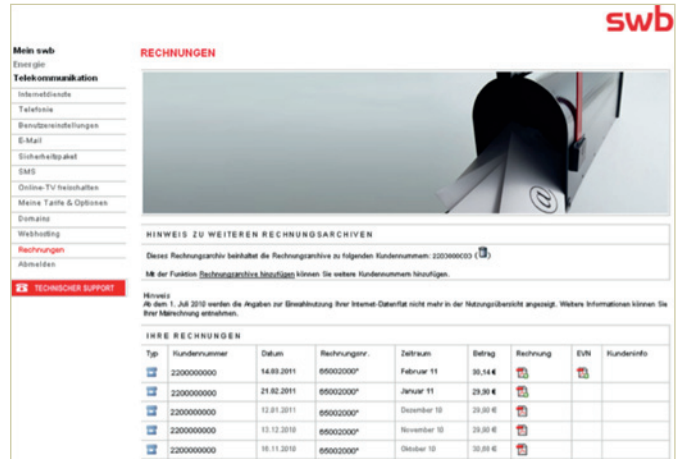 swb
Mein swb
Energie
Telekommunikation
Internetdienste
Telefonie
Benutzereinstellungen
E-Mail
Sicherheitspaket
SMS
Online-TV freischalten
Meine Tarife & Optionen
Domains
Webhosting
Rechnungen
Abmelden
TECHNISCHER SUPPORT
RECHNUNGEN
@
HINWEIS ZU WEITEREN RECHNUNGSARCHIVEN
Dieses Rechnungsarchiv beinhaltet die Rechnungsarchive zu folgenden Kundennummern: 2200000000 ( )
Mit der Funktion Rechnungsarchive hinzufügen können Sie weitere Kundennummern hinzufügen.
Hinweis
Ab dem 1. Juli 2010 werden die Angaben zur Einwahlnutzung Ihrer Internet-Datenflat nicht mehr in der Nutzungsübersicht angezeigt. Weitere Informationen können Sie
Ihrer Mairechnung entnehmen.
IHRE RECHNUNGEN
Typ Kundennummer Datum Rechnungsnr. Zeitraum Betrag Rechnung EVN Kundeninfo
2200000000 14.03.2011 65002000* Februar 11 30,14 €
2200000000 21.02.2011 65002000* Januar 11 29,90 €
2200000000 12.01.2011 65002000* Dezember 10 29,90 €
2200000000 13.12.2010 65002000* November 10 29,90 €
2200000000 16.11.2010 65002000* Oktober 10